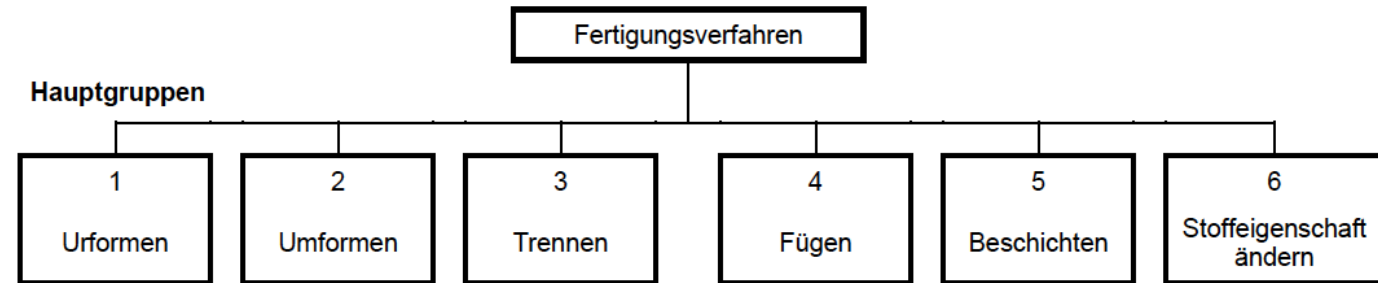 Fertigungsverfahren
Hauptgruppen
1
Urformen
2
Umformen
3
Trennen
4
Fügen
5
Beschichten
6
Stoffeigenschaft
ändern